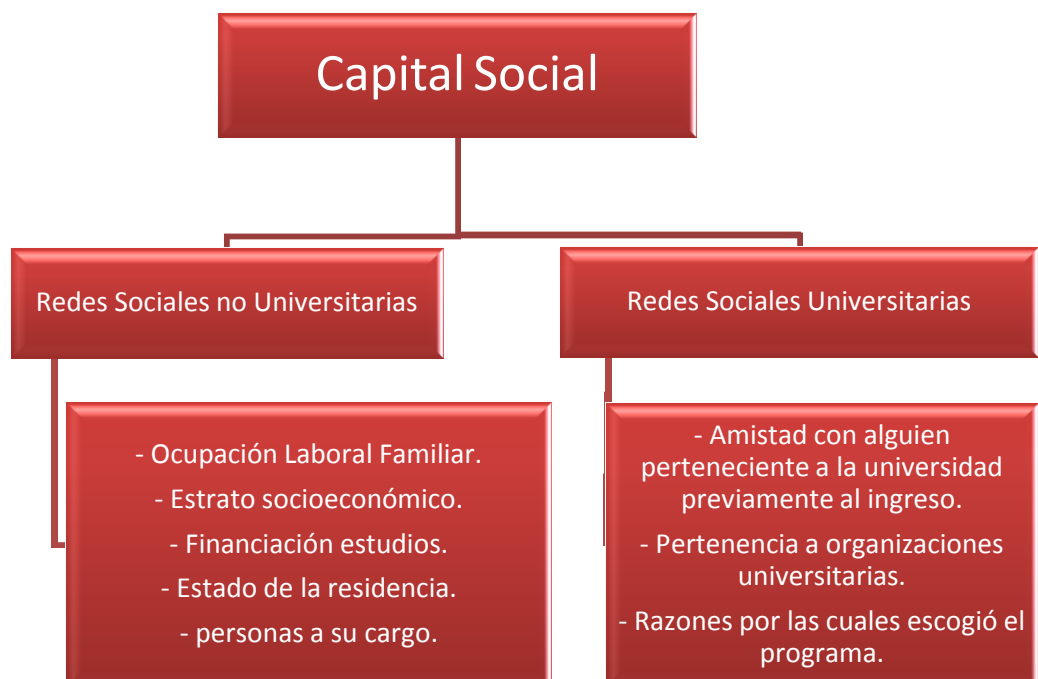 Capital Social
Redes Sociales no Universitarias
Redes Sociales Universitarias
- Ocupación Laboral Familiar.
- Estrato socioeconómico.
- Financiación estudios.
- Estado de la residencia.
- personas a su cargo.
- Amistad con alguien
perteneciente a la universidad
previamente al ingreso.
- Pertenencia a organizaciones
universitarias.
- Razones por las cuales escogió el
programa.